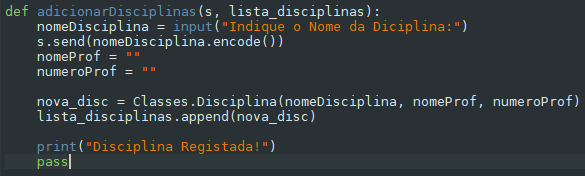 def adicionarDisciplinas(s, lista_disciplinas):
    nomeDisciplina = input("Indique o Nome da Diciplina:")
    s.send(nomeDisciplina.encode())
    nomeProf = ""
    numeroProf = ""
    nova_disc = Classes.Disciplina(nomeDisciplina, nomeProf, numeroProf)
    lista_disciplinas.append(nova_disc)
    print("Disciplina Registada!")
    pass